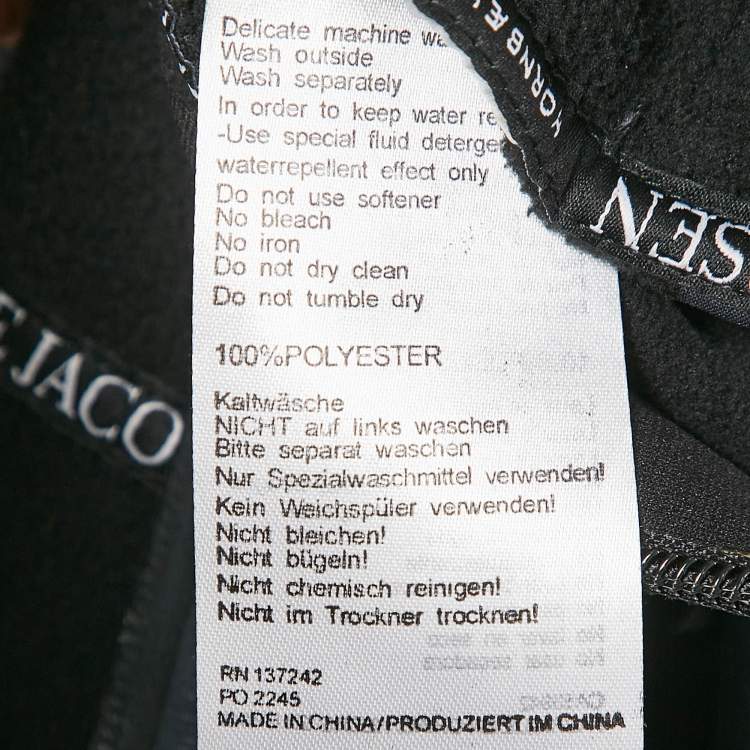 Delicate machine
Wash outside
Wash separately
In order to keep water
-Use special fluid
waterrepellent effect only
Do not use softener
No bleach
No iron
Do not dry clean
Do not tumble dry
100%POLYESTER
Kaltwäsche
NICHT auf links waschen
Bitte separat waschen
Nur Spezialwaschmittel verwenden!
Kein Weichspüler verwenden!
Nicht bleichen!
Nicht bügeln!
Nicht chemisch reinigen!
Nicht im Trockner trocknen!
RN 137242
PO 2245
MADE IN CHINA/PRODUZIERT IM CHINA
E JACO
SEN